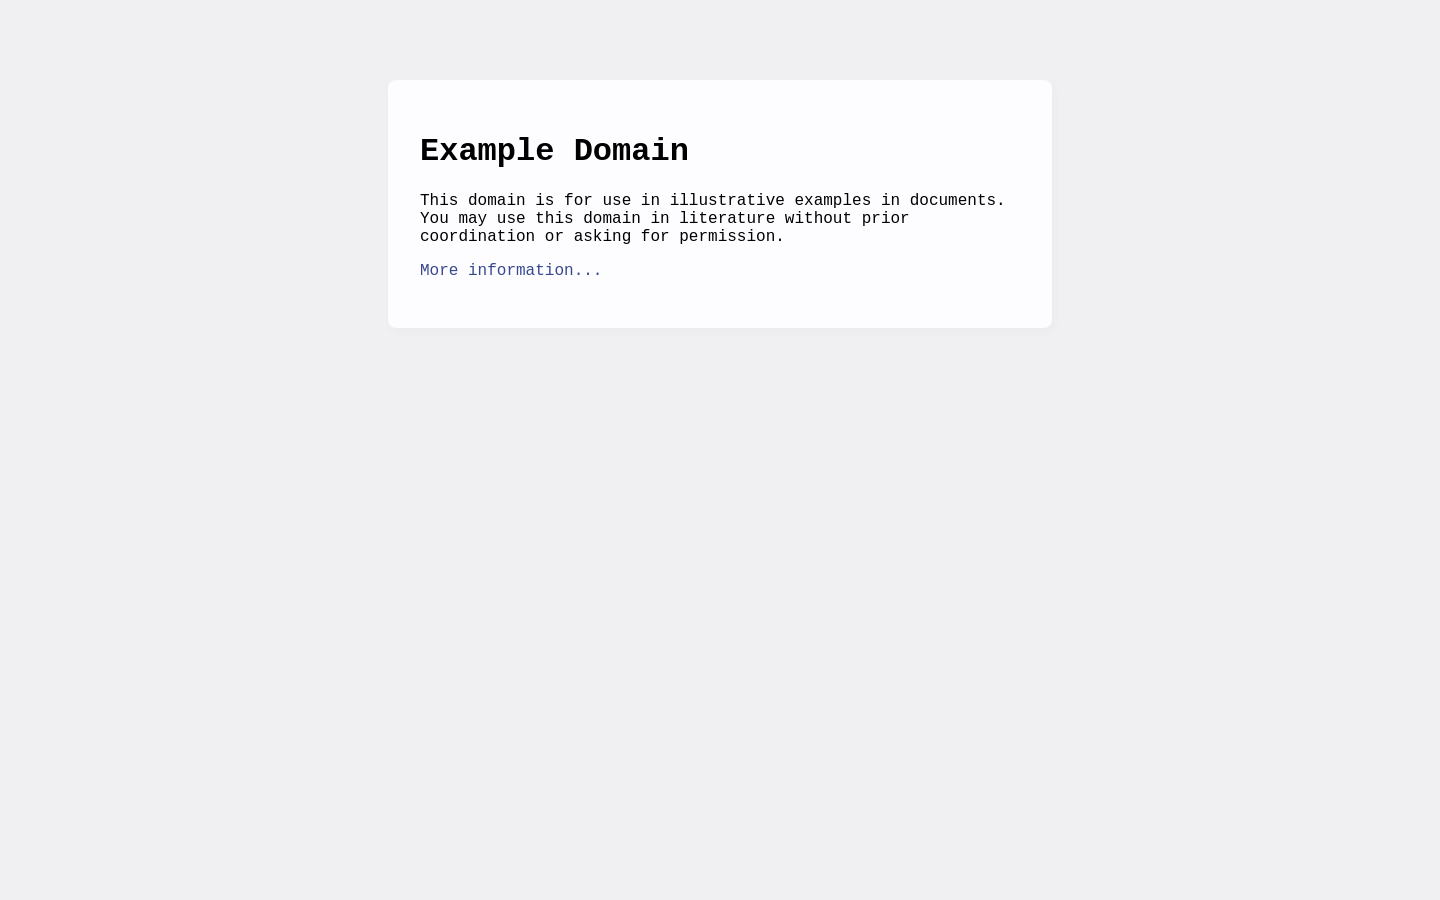 Example Domain
This domain is for use in illustrative examples in documents.
You may use this domain in literature without prior
coordination or asking for permission.
More information...